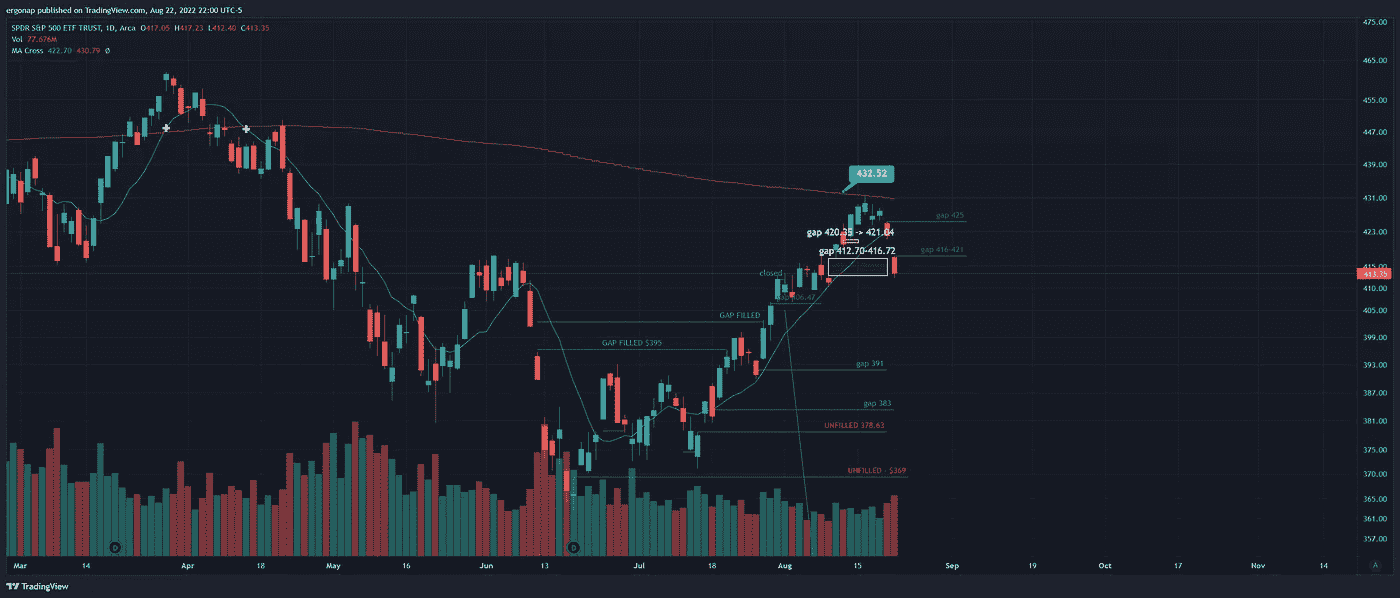 ergonap published on TradingView.com, Aug 22, 2022 22:00 UTC-5
SPDR S&P 500 ETF TRUST, 1D, Arca O417.05 H417.23 L412.40 C413.35
Vol 77.676M
MA Cross 422.70 430.79 Ø
475.00
465.00
455.00
447.00
439.00
432.52
431.00
gap 425
423.00
gap 420.35 -> 421.04
gap 412.70-416.72
gap 416-421
415.00
closed
413.35
410.00
405.00
GAP FILLED
399.00
GAP FILLED $395
393.00
gap 391
387.00
gap 383
381.00
UNFILLED 378.63
375.00
UNFILLED - $369
370.00
365.00
361.00
357.00
D D
Mar 14 Apr 18 May 16 Jun 13 Jul 18 Aug 15 Sep 19 Oct 17 Nov 14
A
TradingView